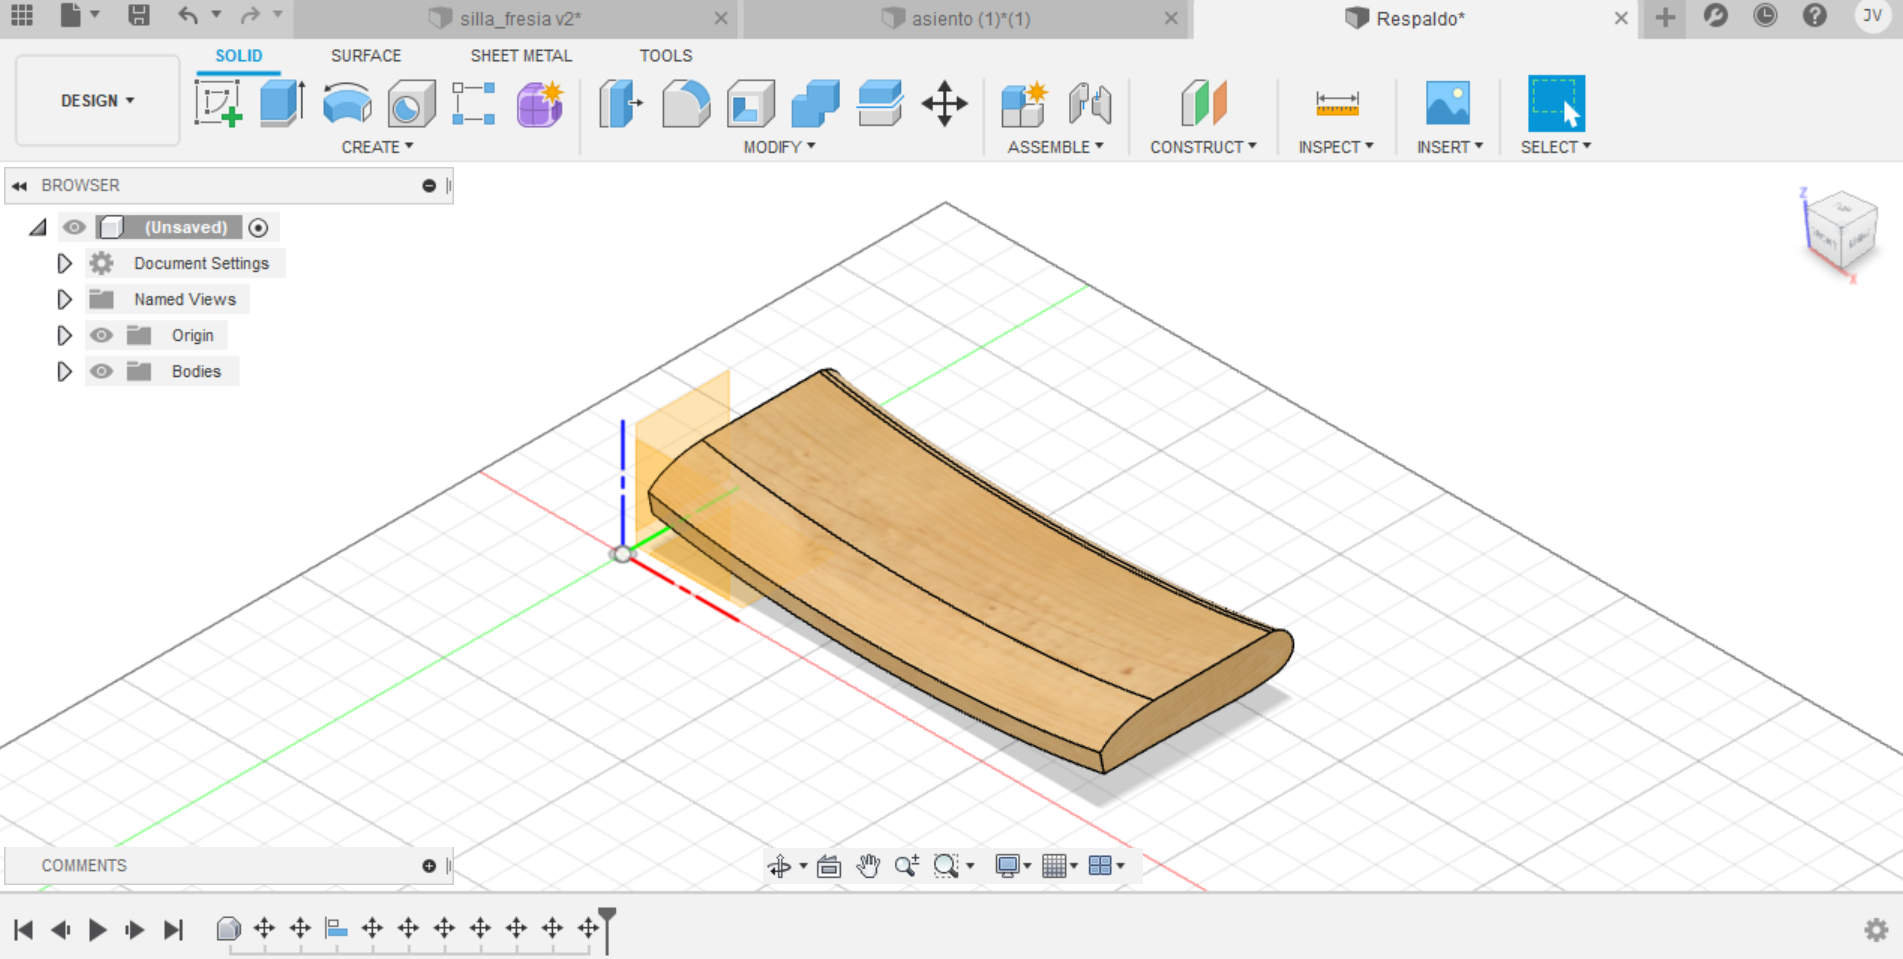 silla_fresia v2*
asiento (1)*(1)
Respaldo*
JV
DESIGN
SOLID
SURFACE
SHEET METAL
TOOLS
CREATE
MODIFY
ASSEMBLE
CONSTRUCT
INSPECT
INSERT
SELECT
BROWSER
(Unsaved)
Document Settings
Named Views
Origin
Bodies
Z
X
COMMENTS